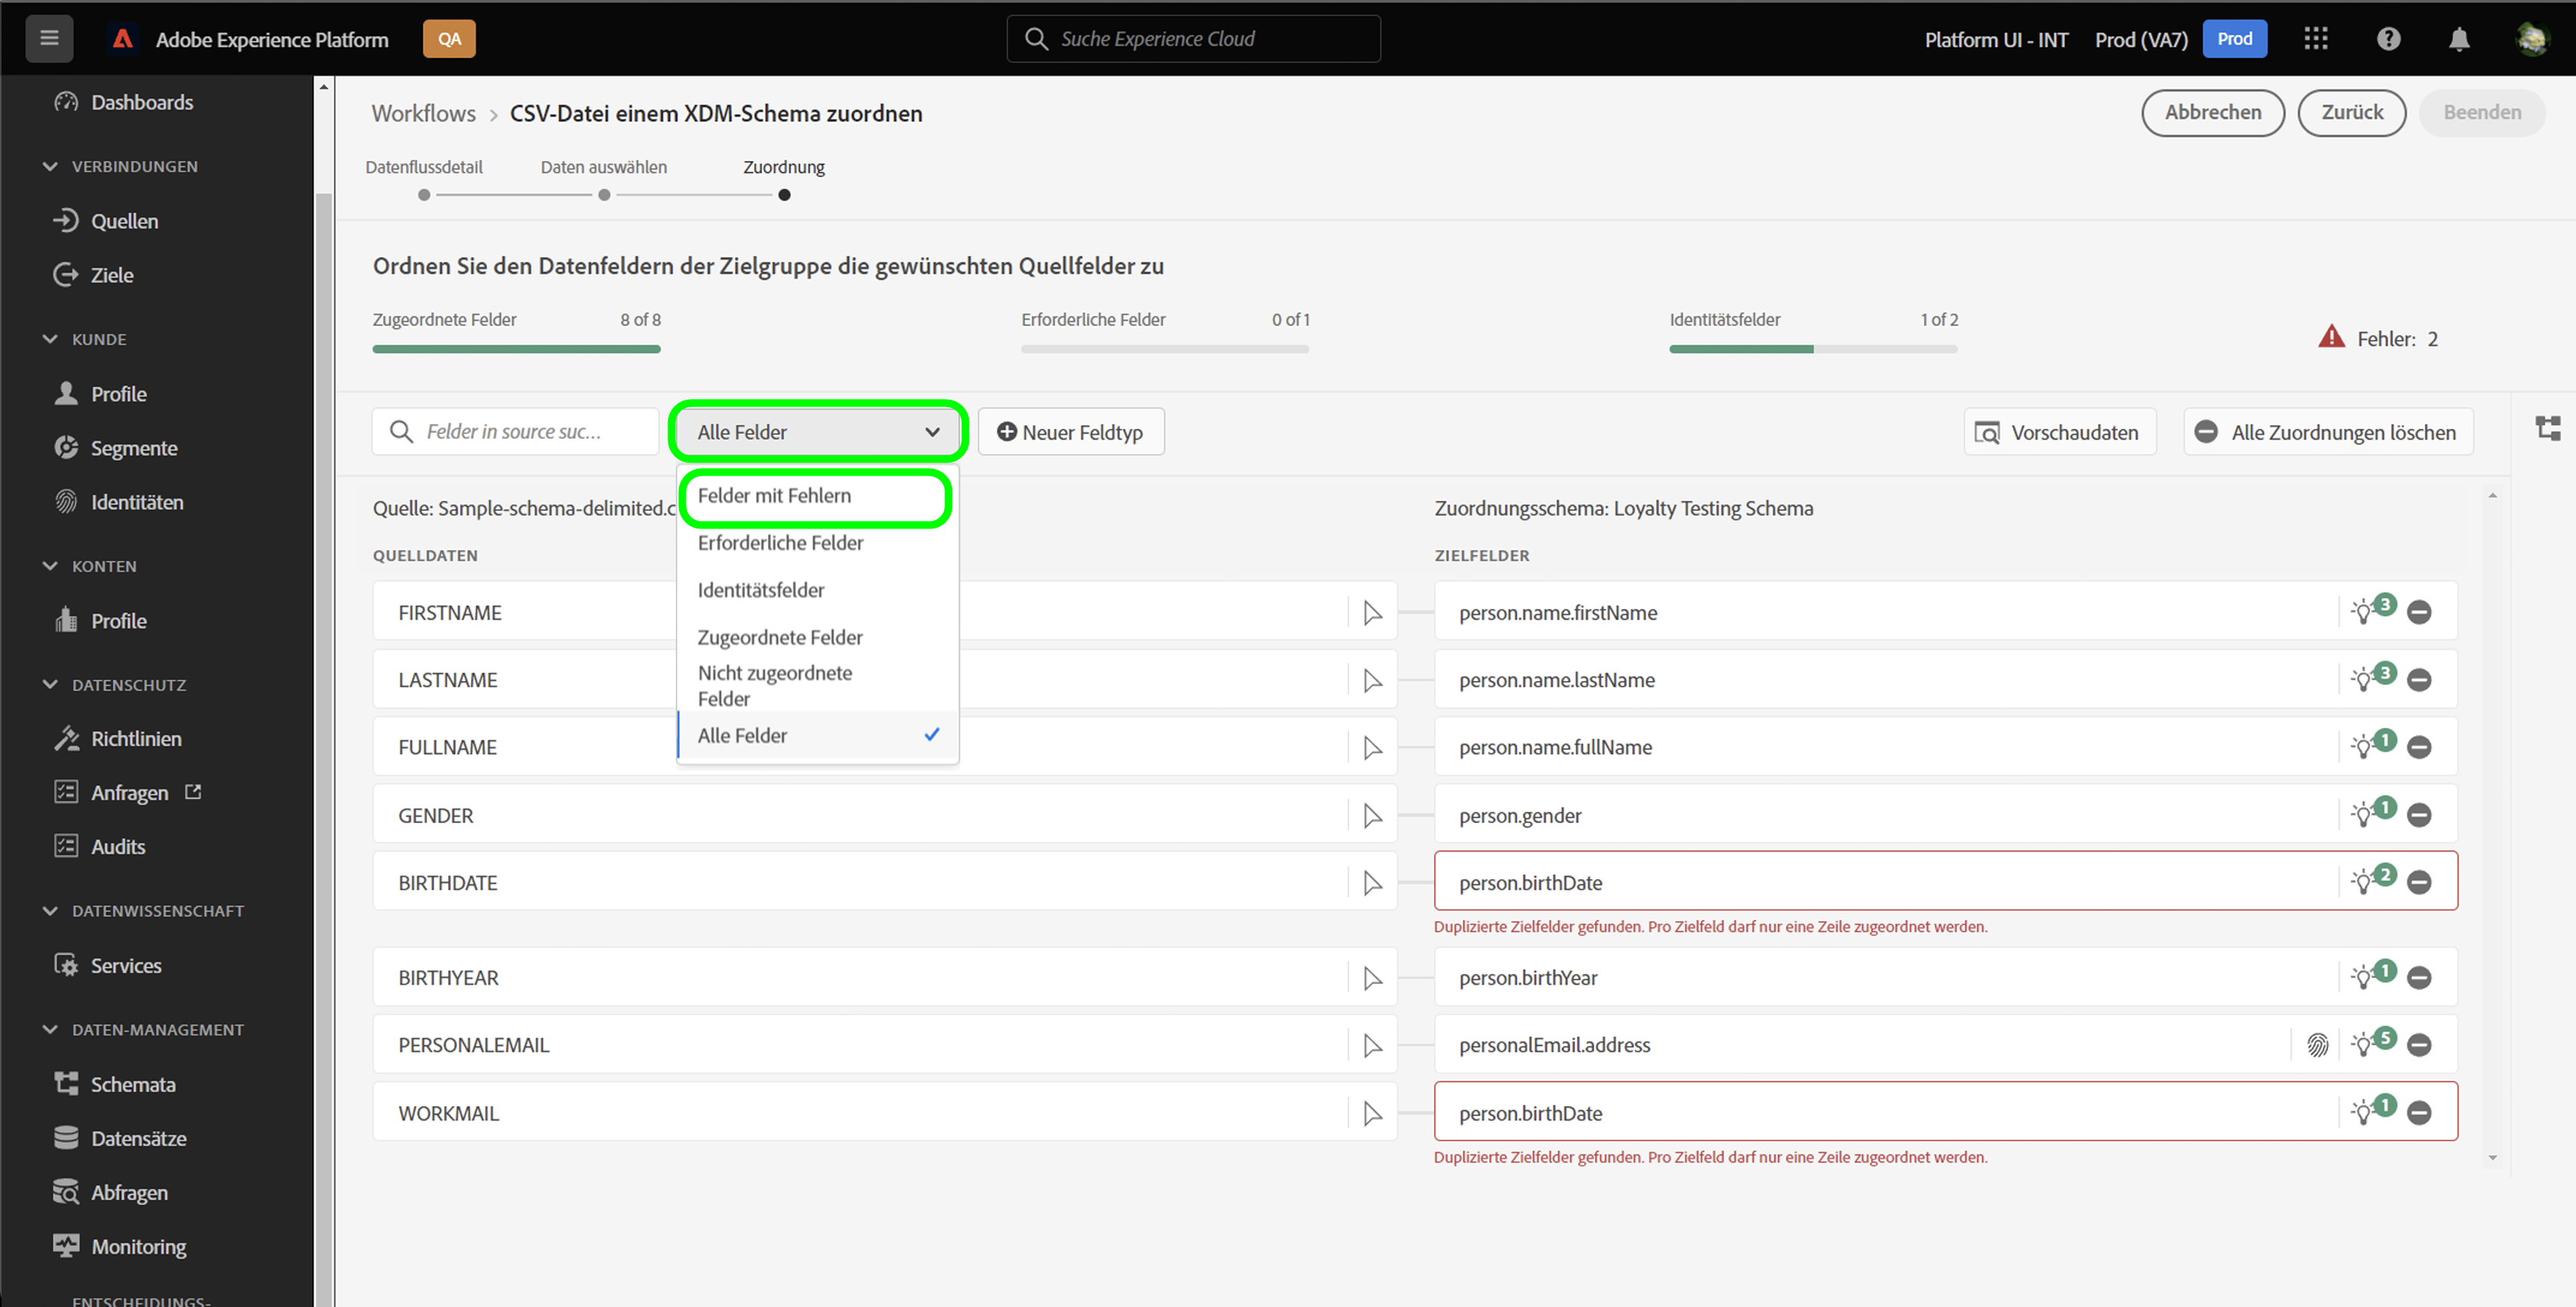 Adobe Experience Platform
QA
Suche Experience Cloud
Platform UI - INT
Prod (VA7)
Prod
Dashboards
VERBINDUNGEN
Quellen
Ziele
KUNDE
Profile
Segmente
Identitäten
KONTEN
Profile
DATENSCHUTZ
Richtlinien
Anfragen
Audits
DATENWISSENSCHAFT
Services
DATEN-MANAGEMENT
Schemata
Datensätze
Abfragen
Monitoring
ENTSCHEIDUNGS-
Workflows > CSV-Datei einem XDM-Schema zuordnen
Abbrechen
Zurück
Beenden
Datenflussdetail
Daten auswählen
Zuordnung
Ordnen Sie den Datenfeldern der Zielgruppe die gewünschten Quellfelder zu
Zugeordnete Felder 8 of 8
Erforderliche Felder 0 of 1
Identitätsfelder 1 of 2
Fehler: 2
Felder in source suc...
Alle Felder
Neuer Feldtyp
Vorschaudaten
Alle Zuordnungen löschen
Felder mit Fehlern
Erforderliche Felder
Identitätsfelder
Zugeordnete Felder
Nicht zugeordnete
Felder
Alle Felder
Quelle: Sample-schema-delimited.c
Zuordnungsschema: Loyalty Testing Schema
QUELLDATEN
ZIELFELDER
FIRSTNAME
person.name.firstName
3
LASTNAME
person.name.lastName
3
FULLNAME
person.name.fullName
1
GENDER
person.gender
1
BIRTHDATE
person.birthDate
2
Duplizierte Zielfelder gefunden. Pro Zielfeld darf nur eine Zeile zugeordnet werden.
BIRTHYEAR
person.birthYear
1
PERSONALEMAIL
personalEmail.address
5
WORKMAIL
person.birthDate
1
Duplizierte Zielfelder gefunden. Pro Zielfeld darf nur eine Zeile zugeordnet werden.